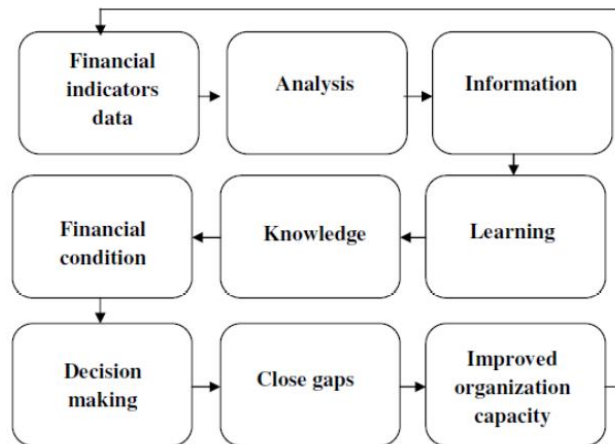 Financial
indicators
data
Analysis
Information
Financial
condition
Knowledge
Learning
Decision
making
Close gaps
Improved
organization
capacity